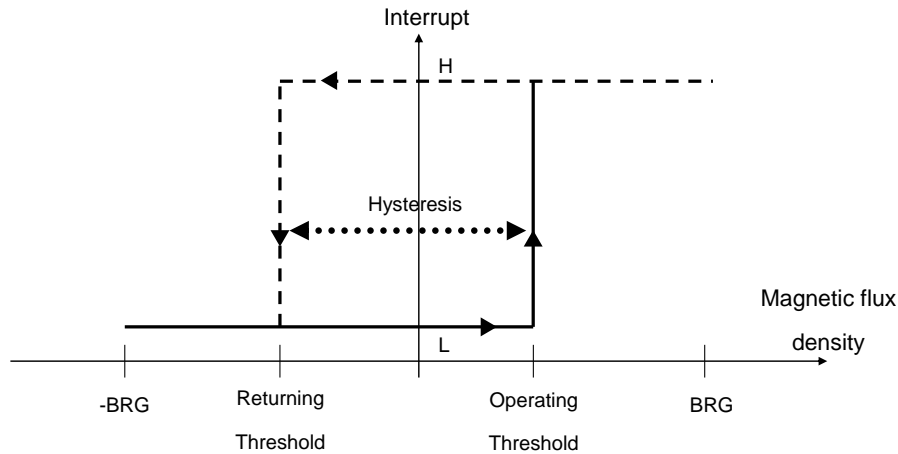 Interrupt
H
Hysteresis
Magnetic flux
density
L
-BRG
Returning
Threshold
Operating
Threshold
BRG